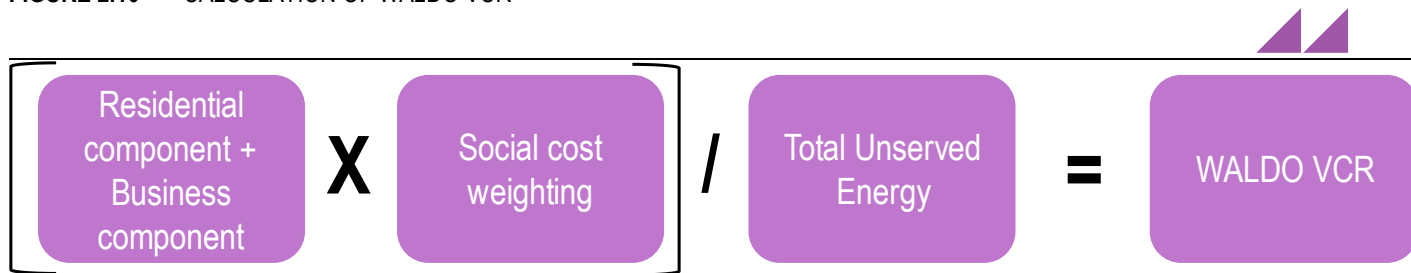 Residential
component +
Business
component
X
Social cost
weighting
/
Total Unserved
Energy
=
WALDO VCR